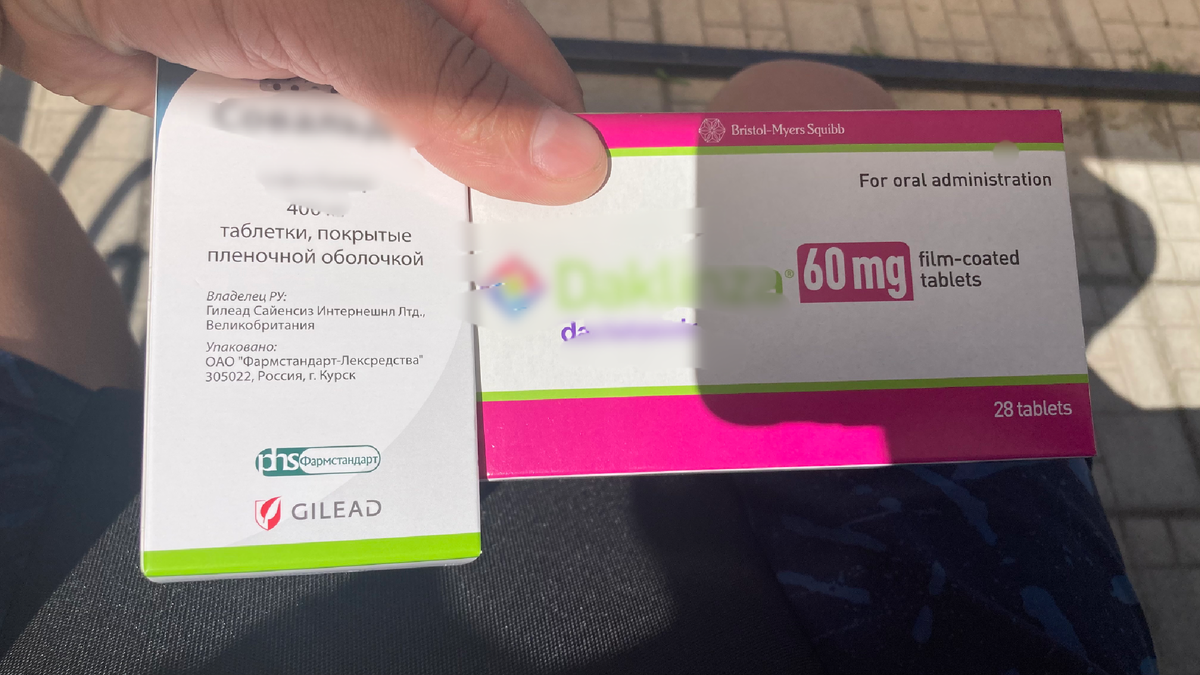 таблетки, покрытые
пленочной оболочкой
Владелец РУ:
Гилеад Сайенсиз Интернешнл Лтд.,
Великобритания
Упаковано:
ОАО "Фармстандарт-Лексредства"
305022, Россия, г. Курск
phs Фармстандарт
GILEAD
Bristol-Myers Squibb
For oral administration
® 60 mg film-coated
tablets
28 tablets